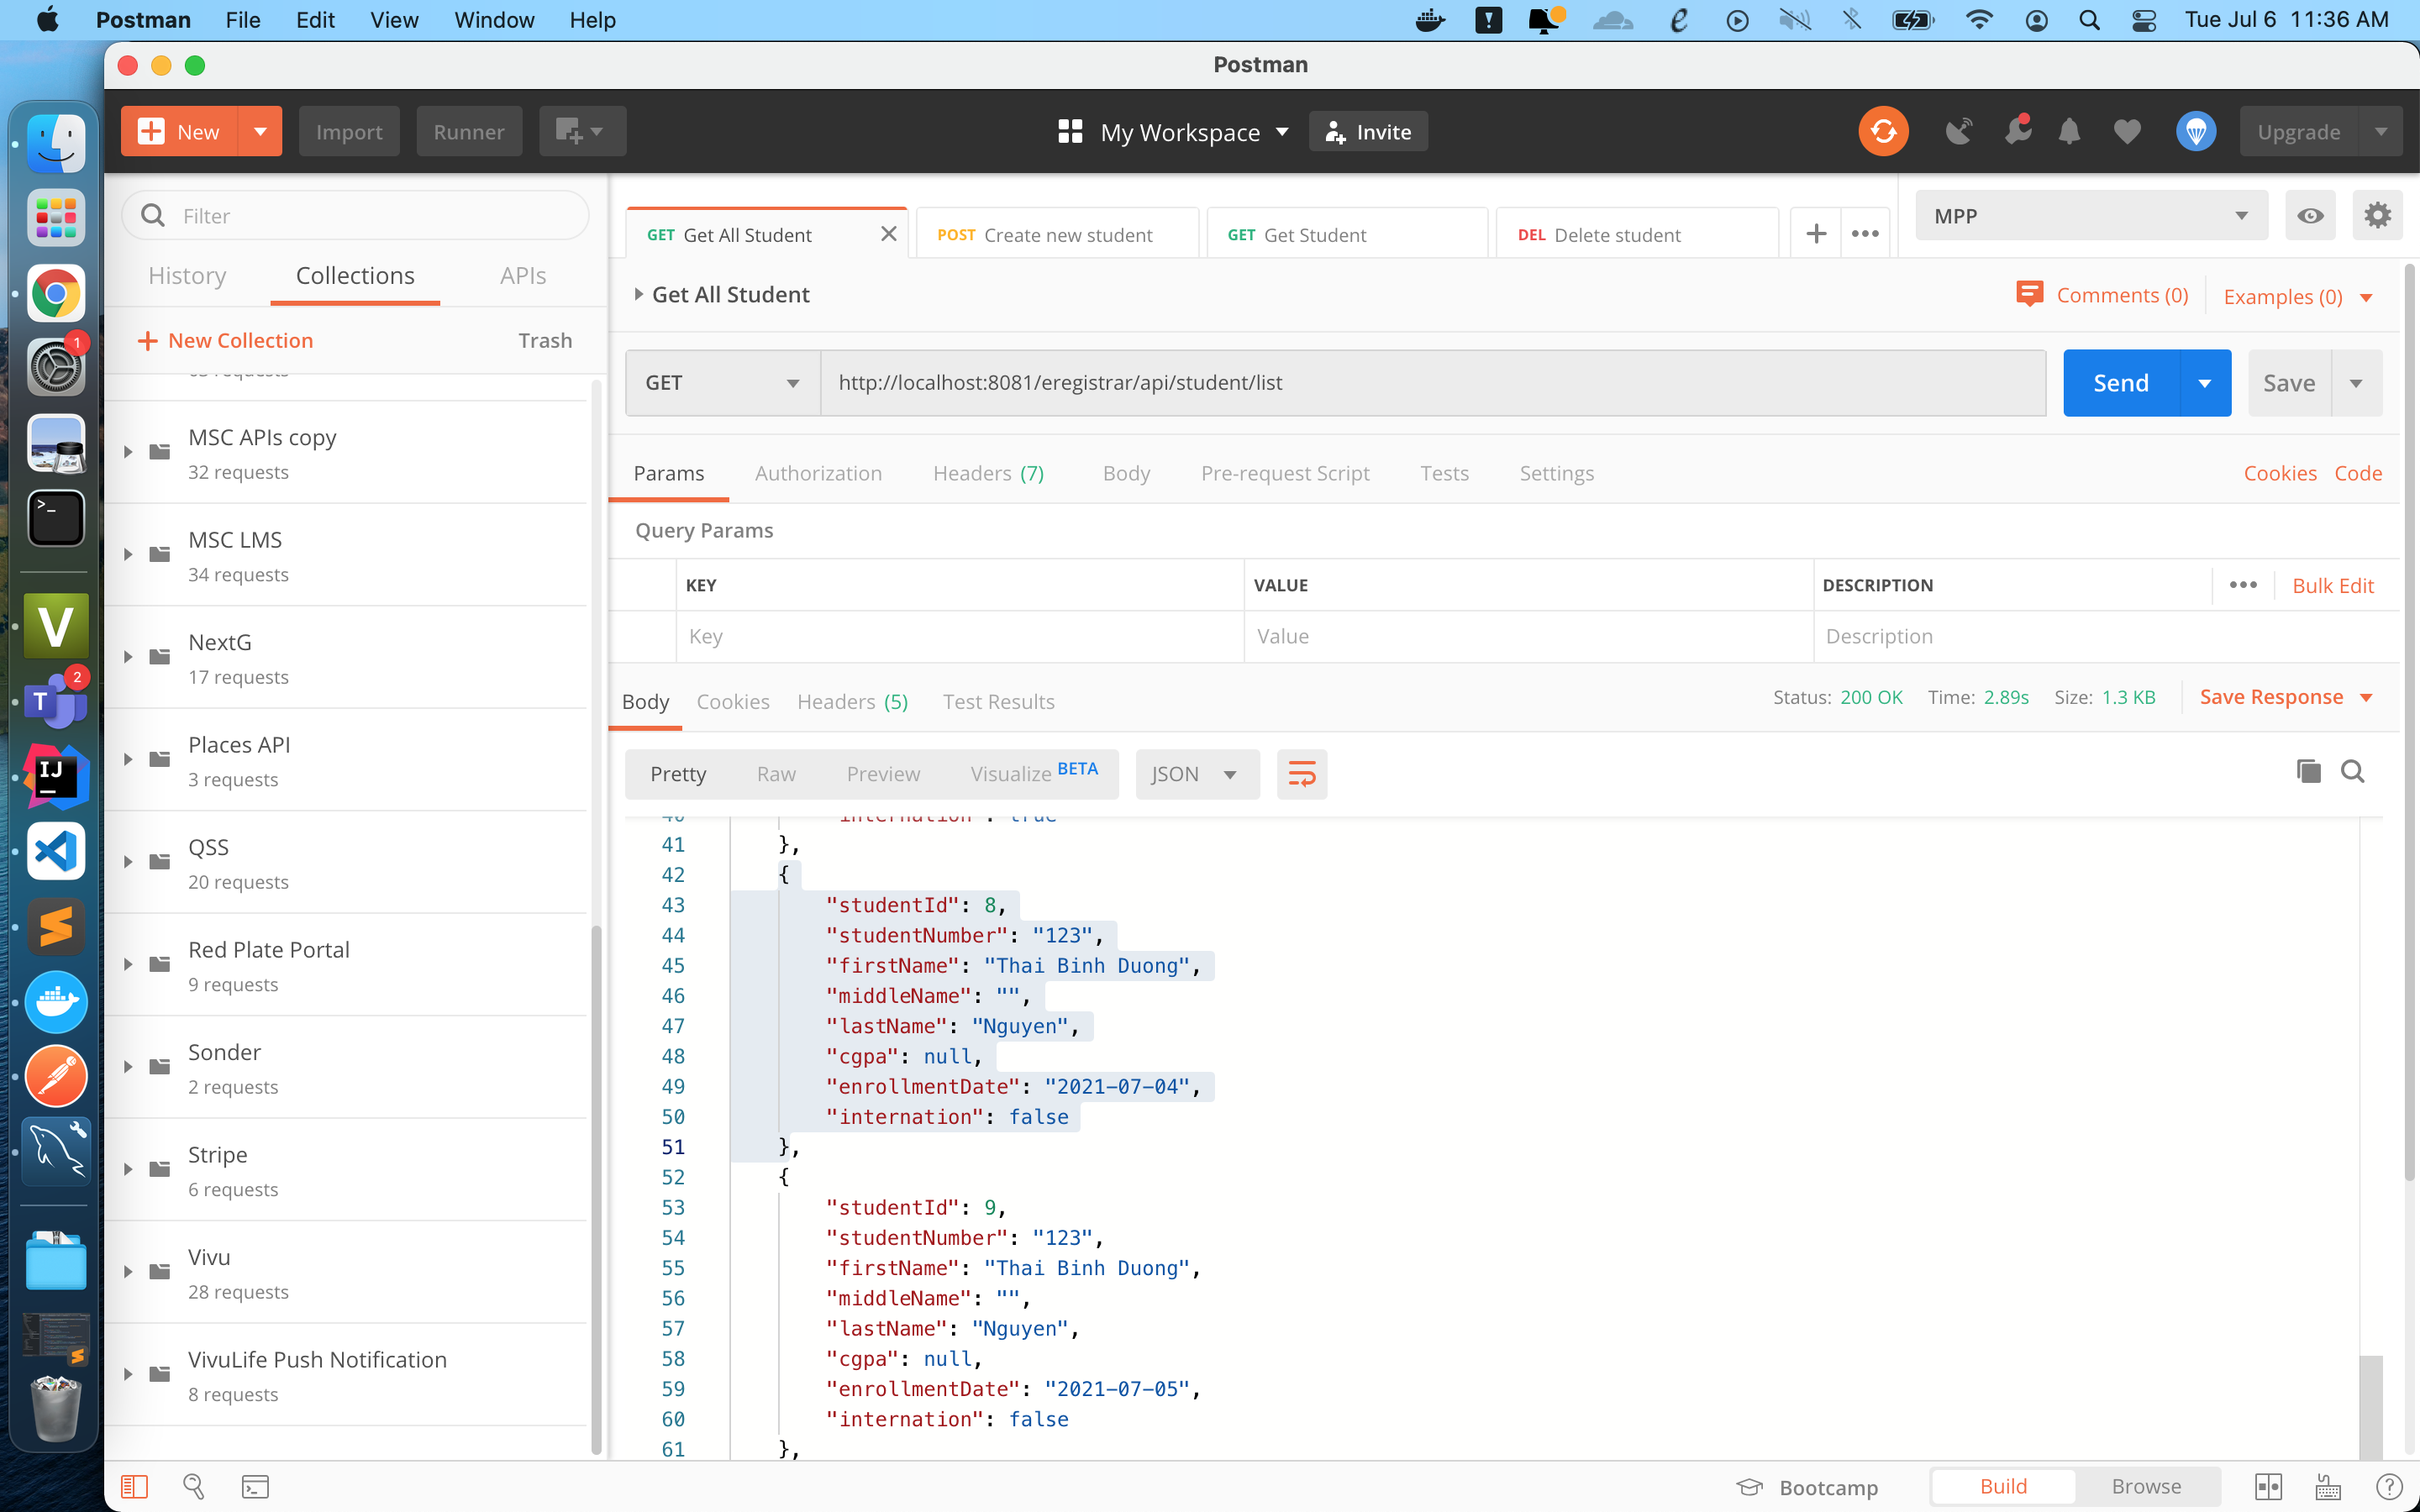 Postman File Edit View Window Help Tue Jul 6 11:36 AM
Postman
New Import Runner My Workspace Invite Upgrade
Filter
GET Get All Student POST Create new student GET Get Student DEL Delete student MPP
History Collections APIs
Get All Student Comments (0) Examples (0)
New Collection Trash
GET http://localhost:8081/eregistrar/api/student/list Send Save
MSC APIs copy
32 requests
MSC LMS
34 requests
NextG
17 requests
Places API
3 requests
QSS
20 requests
Red Plate Portal
9 requests
Sonder
2 requests
Stripe
6 requests
Vivu
28 requests
VivuLife Push Notification
8 requests
Params Authorization Headers (7) Body Pre-request Script Tests Settings Cookies Code
Query Params
KEY VALUE DESCRIPTION Bulk Edit
Key Value Description
Body Cookies Headers (5) Test Results Status: 200 OK Time: 2.89s Size: 1.3 KB Save Response
Pretty Raw Preview Visualize BETA JSON
40 "internation": true
41 },
42 {
43 "studentId": 8,
44 "studentNumber": "123",
45 "firstName": "Thai Binh Duong",
46 "middleName": "",
47 "lastName": "Nguyen",
48 "cgpa": null,
49 "enrollmentDate": "2021-07-04",
50 "internation": false
51 },
52 {
53 "studentId": 9,
54 "studentNumber": "123",
55 "firstName": "Thai Binh Duong",
56 "middleName": "",
57 "lastName": "Nguyen",
58 "cgpa": null,
59 "enrollmentDate": "2021-07-05",
60 "internation": false
61 },
Bootcamp Build Browse
1
>_
V
T 2
IJ